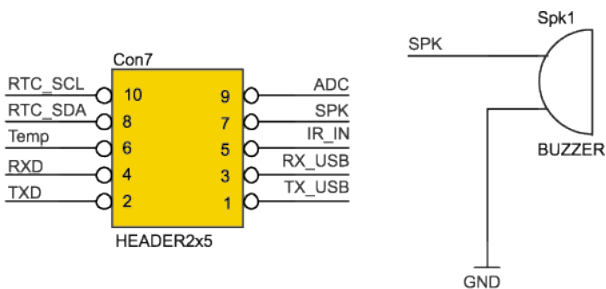 Spk1
SPK
Con7
RTC_SCL 10 9 ADC
RTC_SDA 8 7 SPK
Temp 6 5 IR_IN
RXD 4 3 RX_USB
TXD 2 1 TX_USB
BUZZER
HEADER2x5
GND